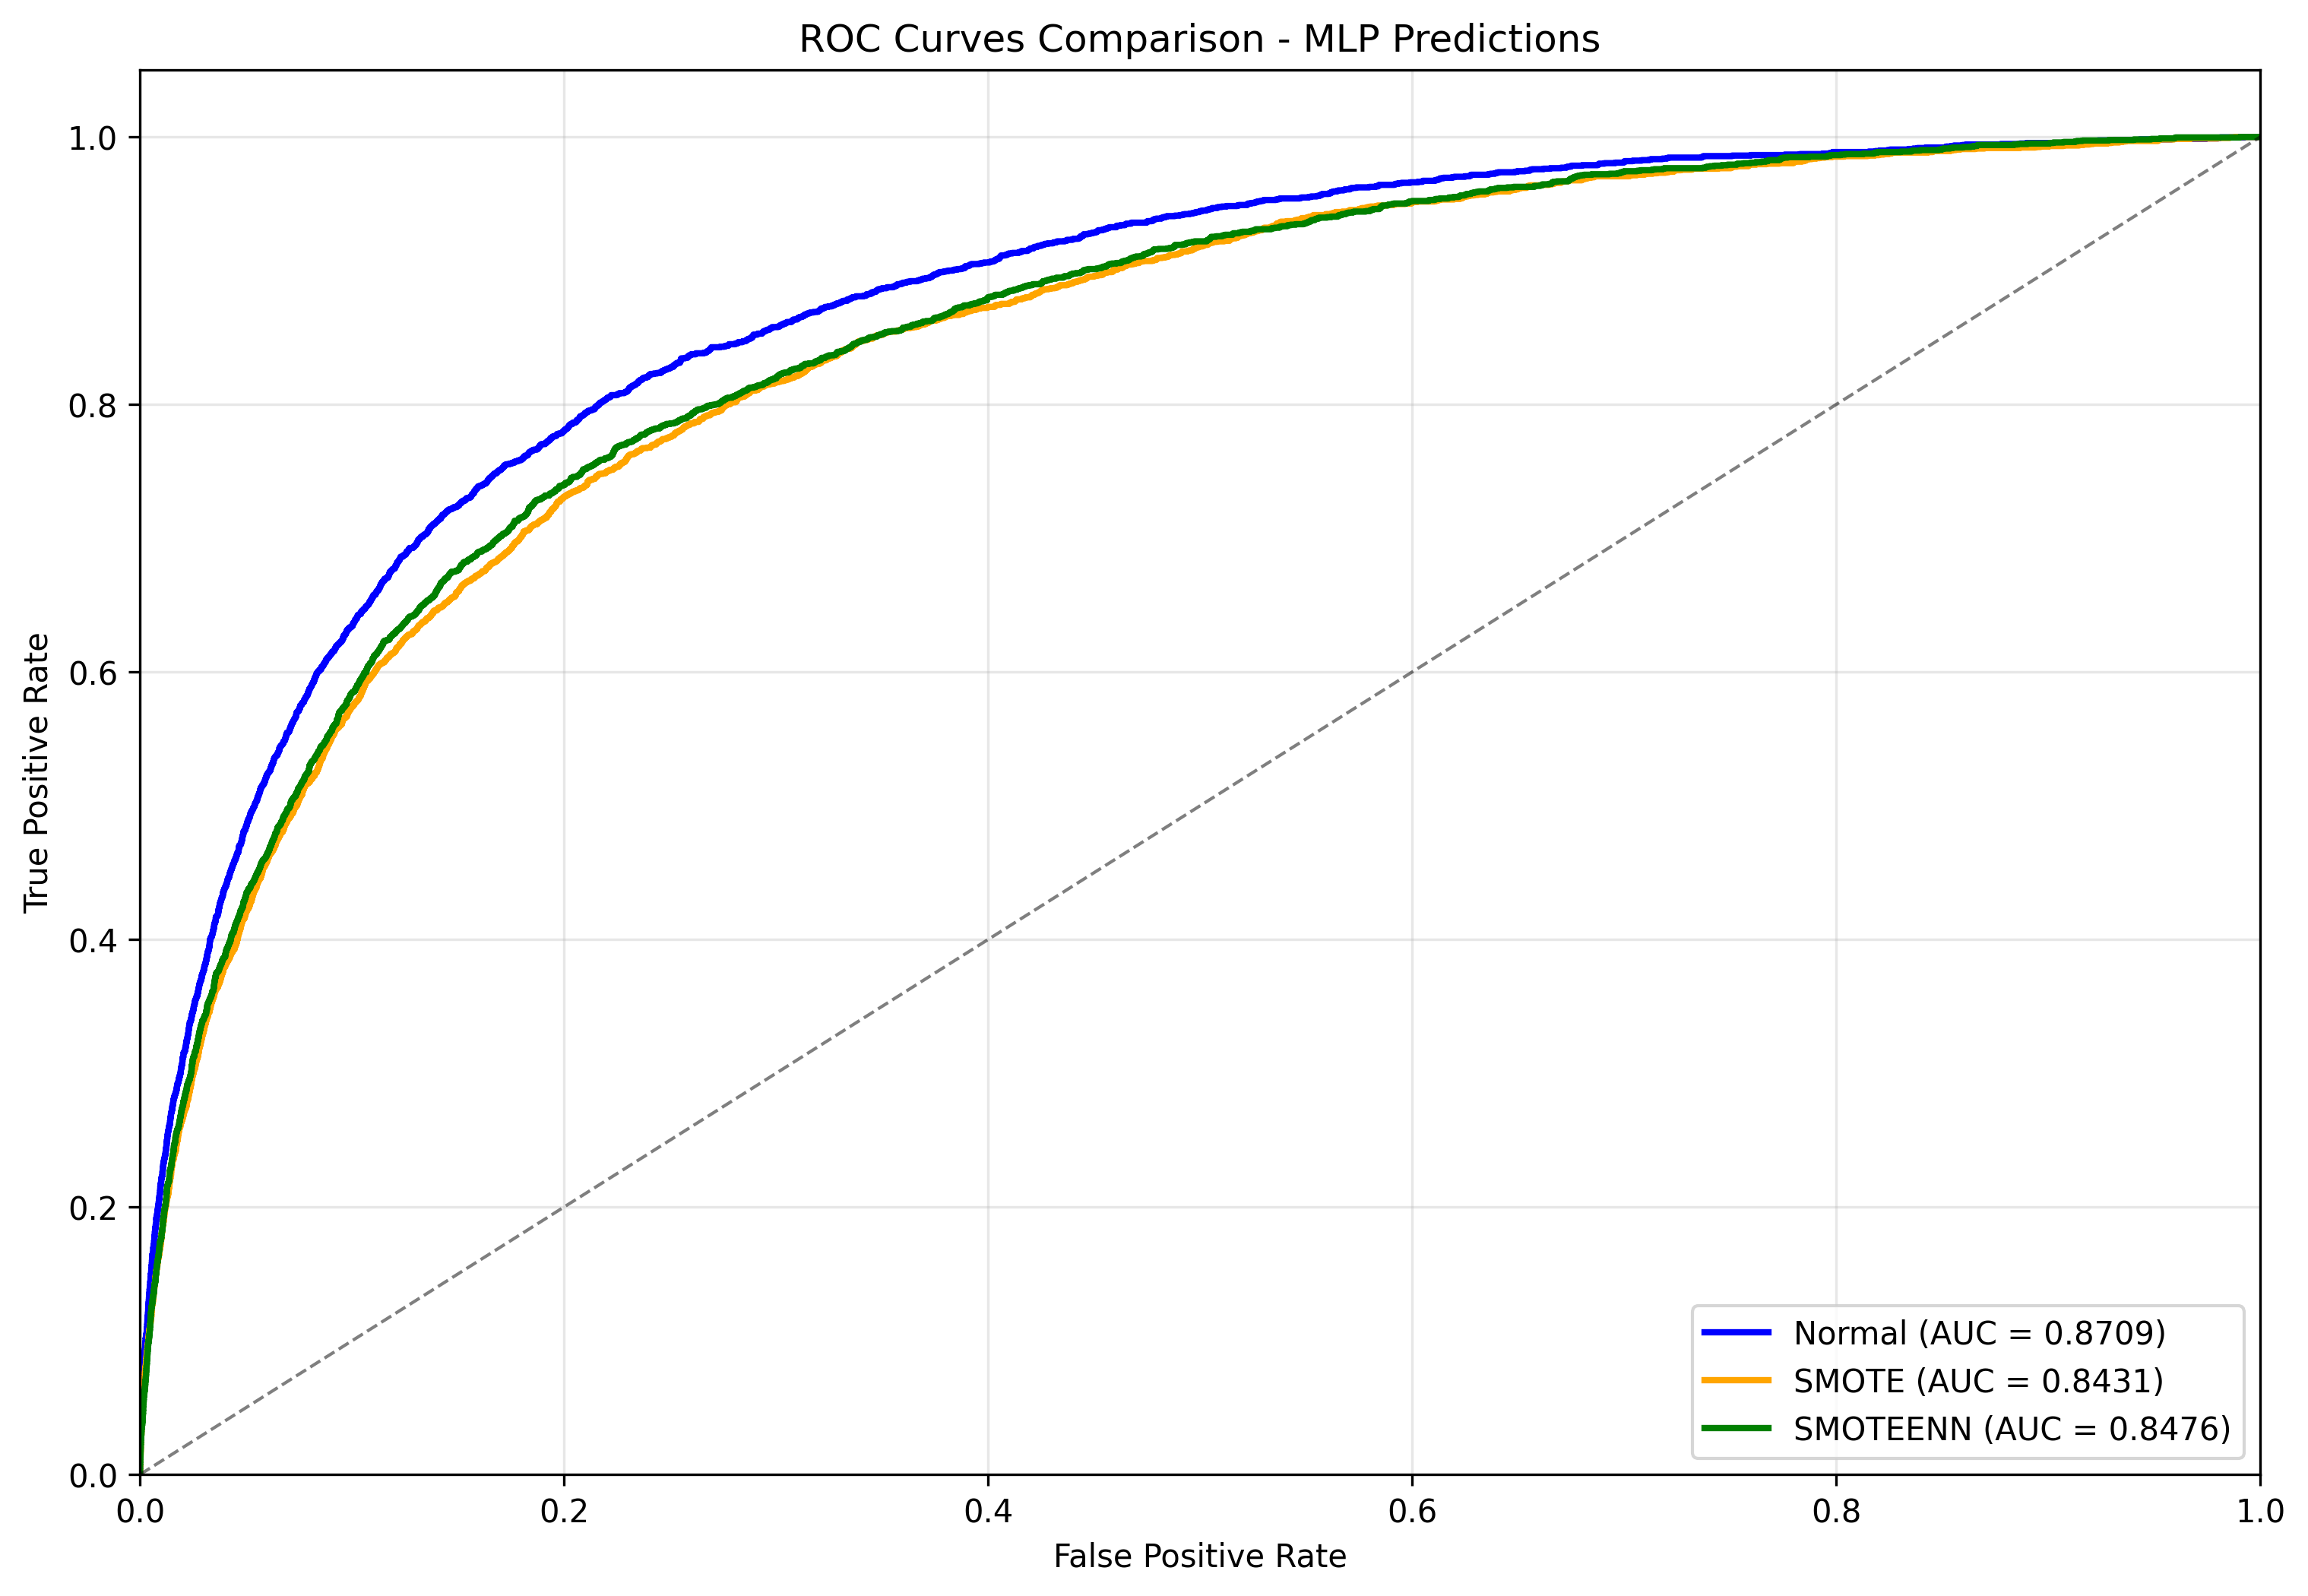 ROC Curves Comparison - MLP Predictions
True Positive Rate
1.0
0.8
0.6
0.4
0.2
0.0
0.0 0.2 0.4 0.6 0.8 1.0
False Positive Rate
Normal (AUC = 0.8709)
SMOTE (AUC = 0.8431)
SMOTEENN (AUC = 0.8476)